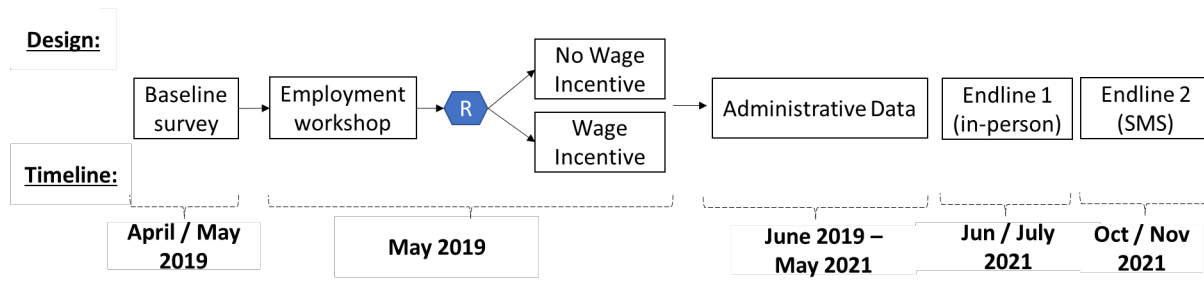 Design:
Baseline
survey
Employment
workshop
R
No Wage
Incentive
Wage
Incentive
Administrative Data
Endline 1
(in-person)
Endline 2
(SMS)
Timeline:
April / May
2019
May 2019
June 2019 –
May 2021
Jun / July
2021
Oct / Nov
2021